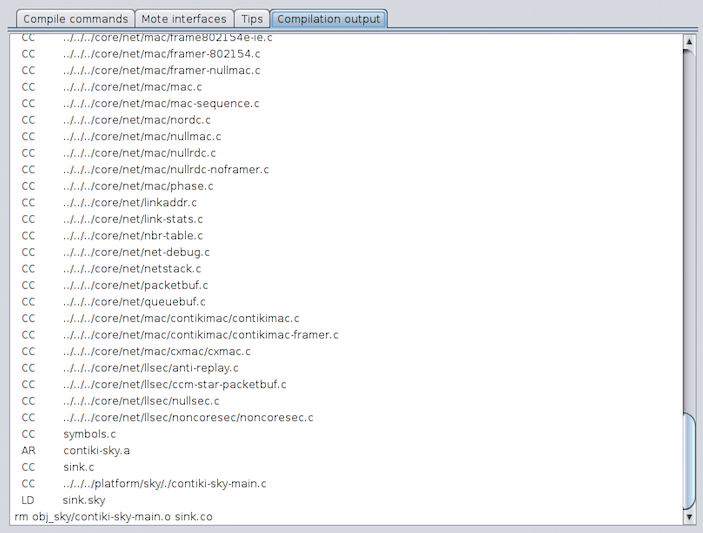 Compile commands Mote interfaces Tips Compilation output
CC ../../../core/net/mac/frame802154e-ie.c
CC ../../../core/net/mac/framer-802154.c
CC ../../../core/net/mac/framer-nullmac.c
CC ../../../core/net/mac/mac.c
CC ../../../core/net/mac/mac-sequence.c
CC ../../../core/net/mac/nordc.c
CC ../../../core/net/mac/nullmac.c
CC ../../../core/net/mac/nullrdc.c
CC ../../../core/net/mac/nullrdc-noframer.c
CC ../../../core/net/mac/phase.c
CC ../../../core/net/linkaddr.c
CC ../../../core/net/link-stats.c
CC ../../../core/net/nbr-table.c
CC ../../../core/net/net-debug.c
CC ../../../core/net/netstack.c
CC ../../../core/net/packetbuf.c
CC ../../../core/net/queuebuf.c
CC ../../../core/net/mac/contikimac/contikimac.c
CC ../../../core/net/mac/contikimac/contikimac-framer.c
CC ../../../core/net/mac/cxmac/cxmac.c
CC ../../../core/net/llsec/anti-replay.c
CC ../../../core/net/llsec/ccm-star-packetbuf.c
CC ../../../core/net/llsec/nullsec.c
CC ../../../core/net/llsec/noncoresec/noncoresec.c
CC symbols.c
AR contiki-sky.a
CC sink.c
CC ../../../platform/sky/./contiki-sky-main.c
LD sink.sky
rm obj_sky/contiki-sky-main.o sink.co